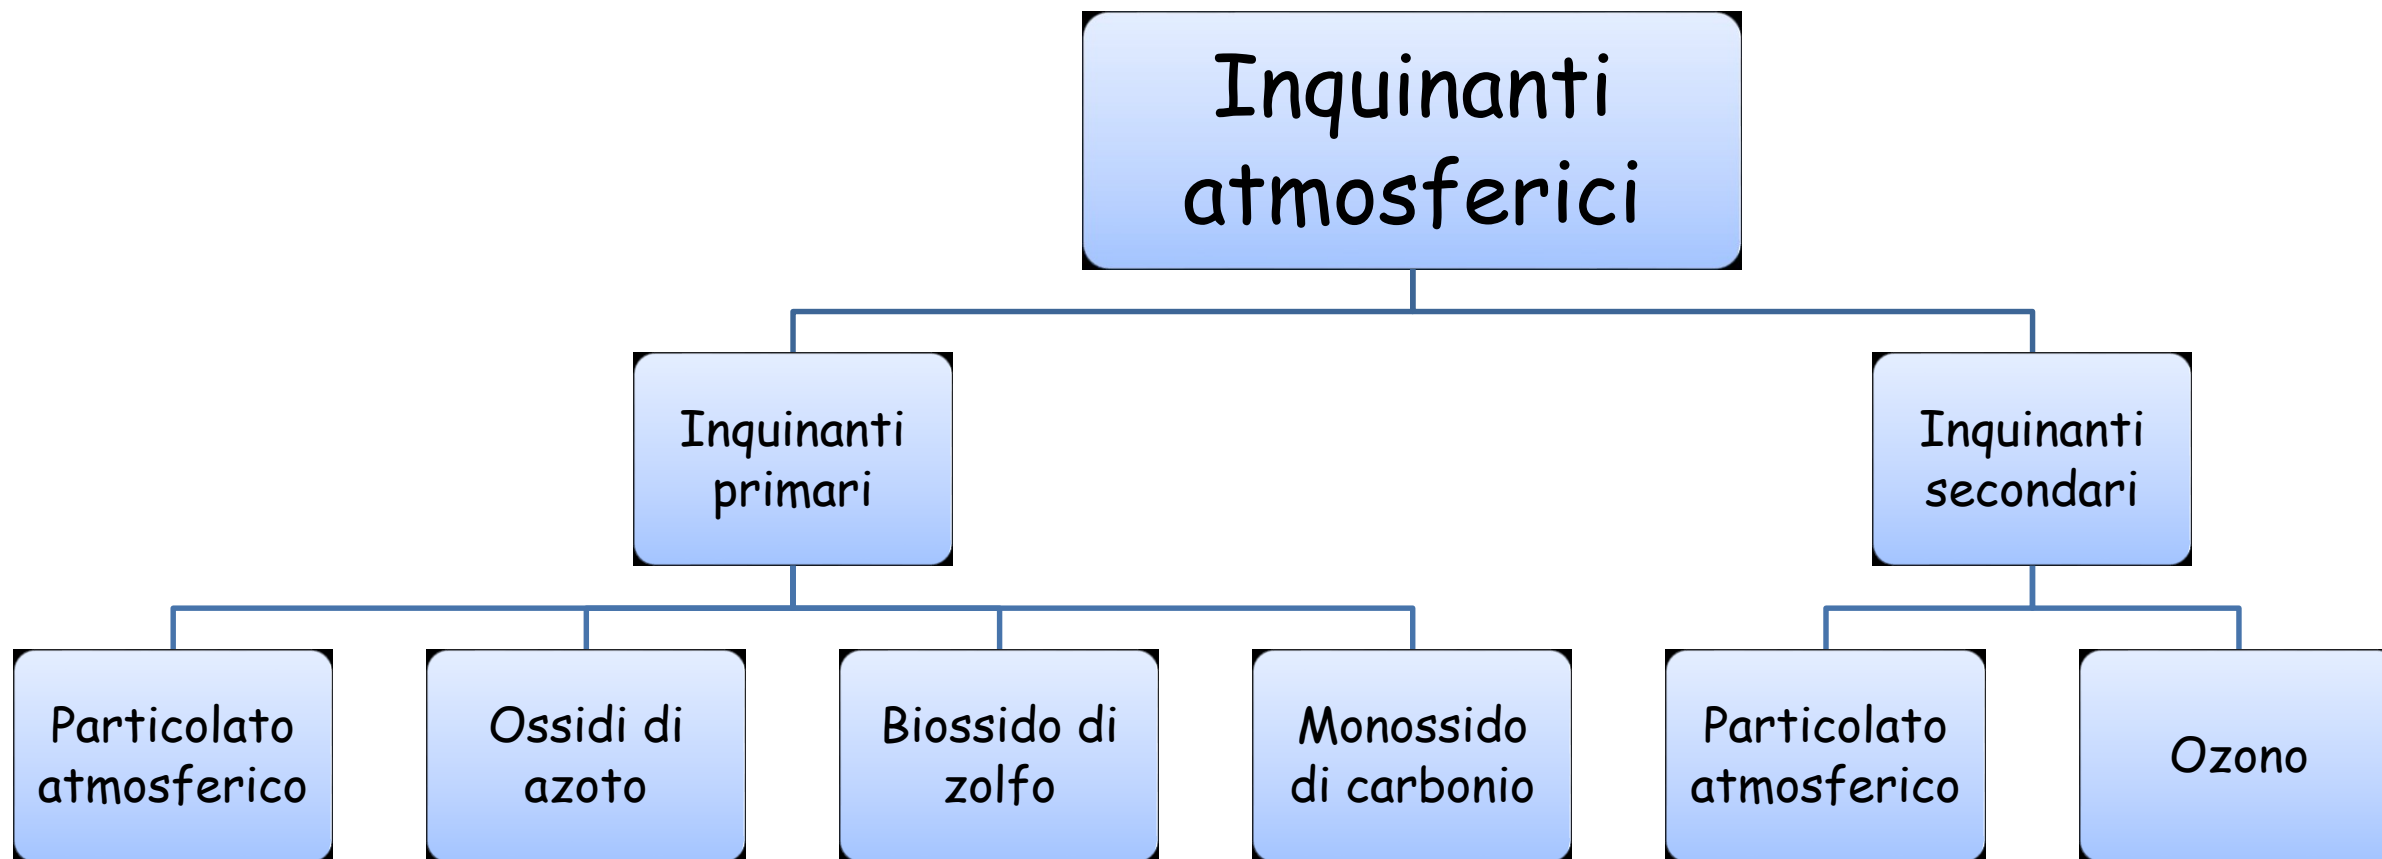 Inquinanti
atmosferici
Inquinanti
primari
Inquinanti
secondari
Particolato
atmosferico
Ossidi di
azoto
Biossido di
zolfo
Monossido
di carbonio
Particolato
atmosferico
Ozono